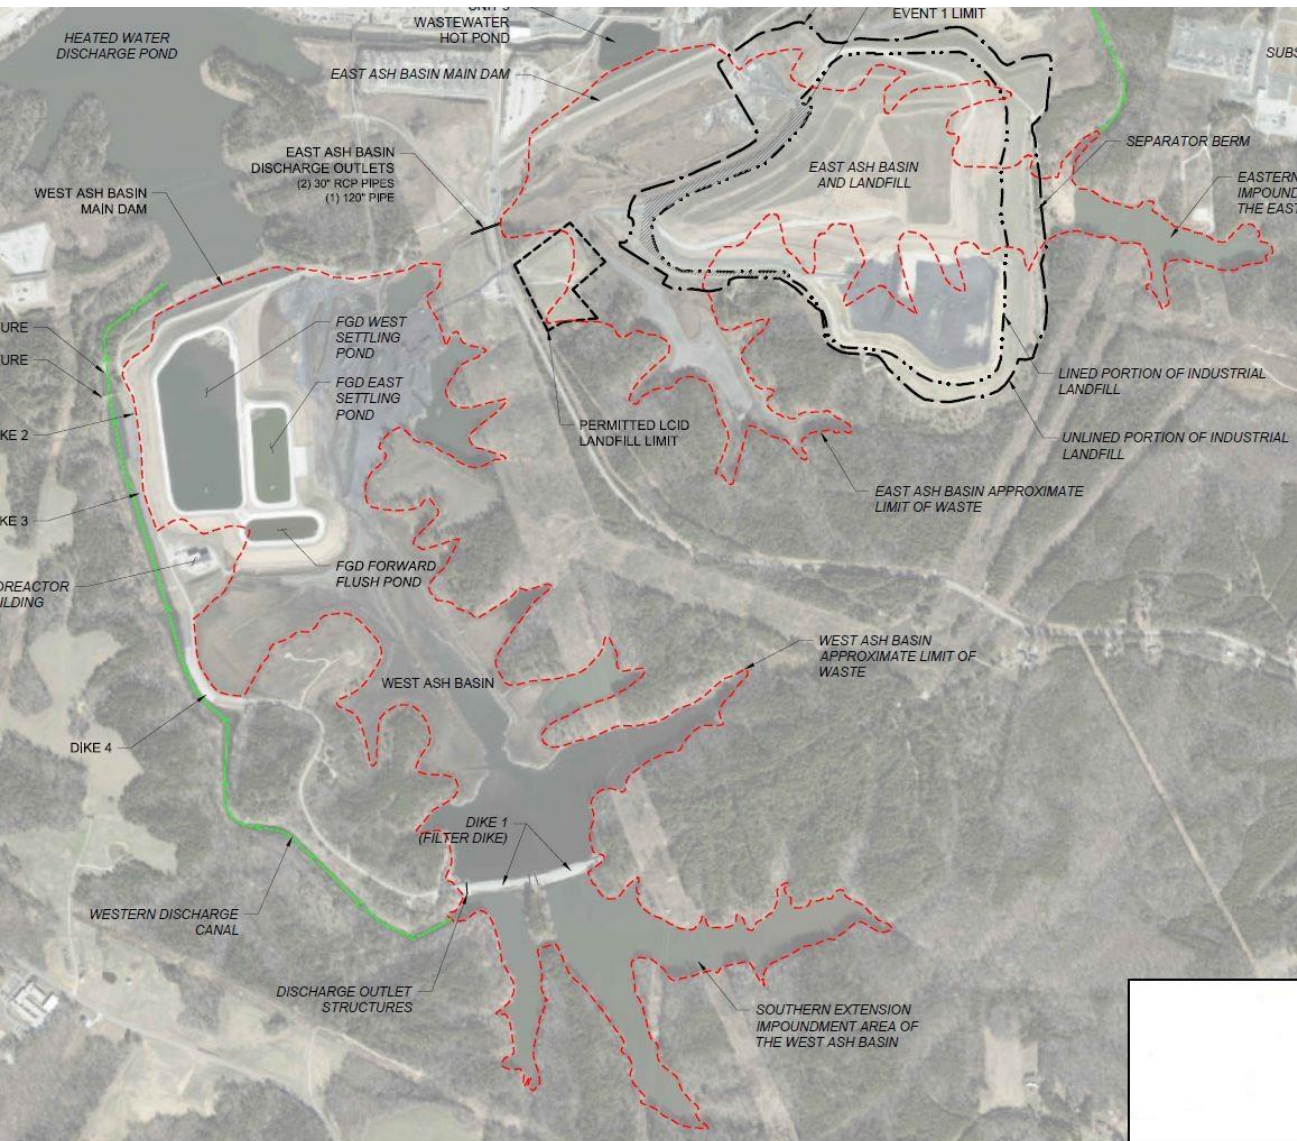 WASTEWATER
HOT POND
EVENT 1 LIMIT
HEATED WATER
DISCHARGE POND
SUBS
EAST ASH BASIN MAIN DAM
SEPARATOR BERM
EAST ASH BASIN
DISCHARGE OUTLETS
(2) 30" RCP PIPES
(1) 120" PIPE
EAST ASH BASIN
AND LANDFILL
EASTERN
IMPOUND
THE EAST
WEST ASH BASIN
MAIN DAM
URE
URE
FGD WEST
SETTLING
POND
FGD EAST
SETTLING
POND
LINED PORTION OF INDUSTRIAL
LANDFILL
KE 2
PERMITTED LCID
LANDFILL LIMIT
UNLINED PORTION OF INDUSTRIAL
LANDFILL
EAST ASH BASIN APPROXIMATE
LIMIT OF WASTE
KE 3
FGD FORWARD
FLUSH POND
OREACTOR
ILDING
WEST ASH BASIN
APPROXIMATE LIMIT OF
WASTE
WEST ASH BASIN
DIKE 4
DIKE 1
(FILTER DIKE)
WESTERN DISCHARGE
CANAL
DISCHARGE OUTLET
STRUCTURES
SOUTHERN EXTENSION
IMPOUNDMENT AREA OF
THE WEST ASH BASIN